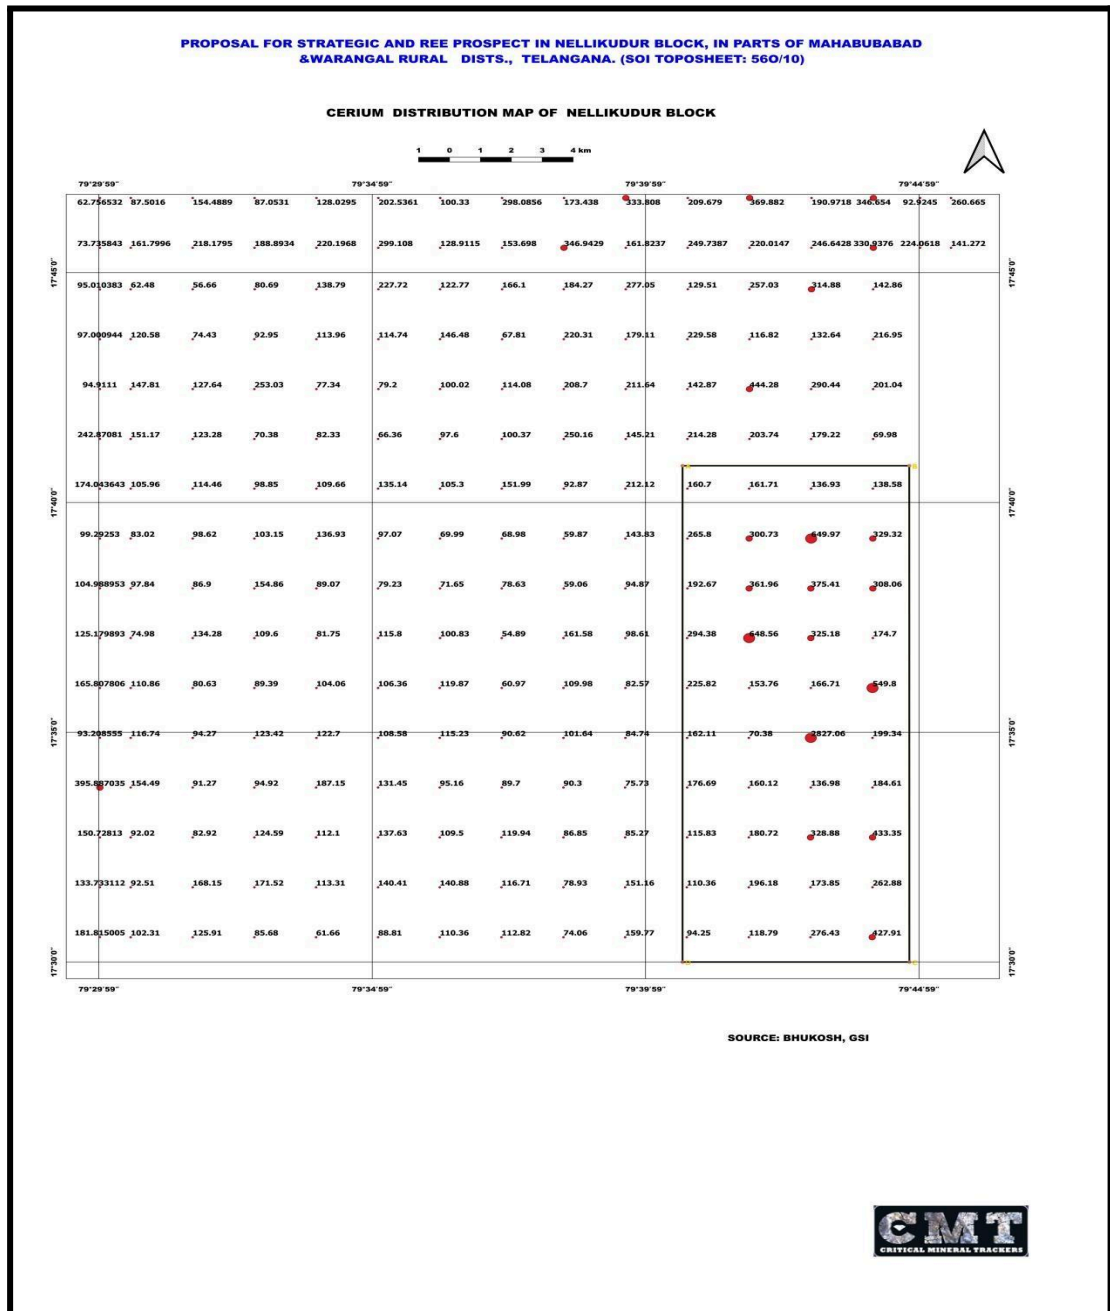 PROPOSAL FOR STRATEGIC AND REE PROSPECT IN NELLIKUDUR BLOCK, IN PARTS OF MAHABUBABAD
&WARANGAL RURAL DISTS., TELANGANA. (SOI TOPOSHEET: 56O/10)
CERIUM DISTRIBUTION MAP OF NELLIKUDUR BLOCK
1 0 1 2 3 4 km
79°29'59" 79°34'59" 79°39'59" 79°44'59"
62.756532 87.5016 154.4889 87.0531 128.0295 202.5361 100.33 298.0856 173.438 333.808 209.679 369.882 190.9718 346.654 92.9245 260.665
73.735843 161.7996 218.1795 188.8934 220.1968 299.108 128.9115 153.698 346.9429 161.8237 249.7387 220.0147 246.6428 330.9376 224.0618 141.272
17°45'0" 17°45'0"
95.010383 62.48 56.66 80.69 138.79 227.72 122.77 166.1 184.27 277.05 129.51 257.03 314.88 142.86
97.000944 120.58 74.43 92.95 113.96 114.74 146.48 67.81 220.31 179.11 229.58 116.82 132.64 216.95
94.9111 147.81 127.64 253.03 77.34 79.2 100.02 114.08 208.7 211.64 142.87 444.28 290.44 201.04
242.87081 151.17 123.28 70.38 82.33 66.36 97.6 100.37 250.16 145.21 214.28 203.74 179.22 69.98
174.043643 105.96 114.46 98.85 109.66 135.14 105.3 151.99 92.87 212.12 160.7 161.71 136.93 138.58
17°40'0" 17°40'0"
99.29253 83.02 98.62 103.15 136.93 97.07 69.99 68.98 59.87 143.83 265.8 300.73 649.97 329.32
104.988953 97.84 86.9 154.86 89.07 79.23 71.65 78.63 59.06 94.87 192.67 361.96 375.41 308.06
125.179893 74.98 134.28 109.6 81.75 115.8 100.83 54.89 161.58 98.61 294.38 648.56 325.18 174.7
165.807806 110.86 80.63 89.39 104.06 106.36 119.87 60.97 109.98 82.57 225.82 153.76 166.71 549.8
17°35'0" 17°35'0"
93.208555 116.74 94.27 123.42 122.7 108.58 115.23 90.62 101.64 84.74 162.11 70.38 2827.06 199.34
395.887035 154.49 91.27 94.92 187.15 131.45 95.16 89.7 90.3 75.73 176.69 160.12 136.98 184.61
150.72813 92.02 82.92 124.59 112.1 137.63 109.5 119.94 86.85 85.27 115.83 180.72 328.88 433.35
133.733112 92.51 168.15 171.52 113.31 140.41 140.88 116.71 78.93 151.16 110.36 196.18 173.85 262.88
181.815005 102.31 125.91 85.68 61.66 88.81 110.36 112.82 74.06 159.77 94.25 118.79 276.43 427.91
17°30'0" 17°30'0"
79°29'59" 79°34'59" 79°39'59" 79°44'59"
SOURCE: BHUKOSH, GSI
CMT
CRITICAL MINERAL TRACKERS